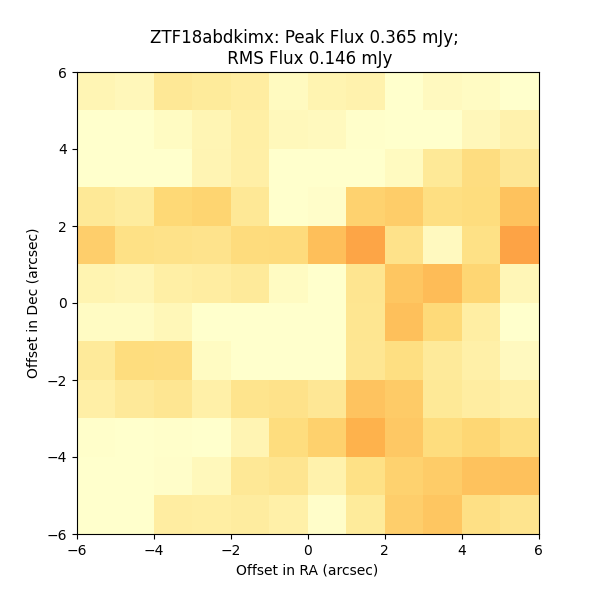 ZTF18abdkimx: Peak Flux 0.365 mJy;
RMS Flux 0.146 mJy
6
4
2
0
−2
−4
−6
Offset in Dec (arcsec)
−6 −4 −2 0 2 4 6
Offset in RA (arcsec)